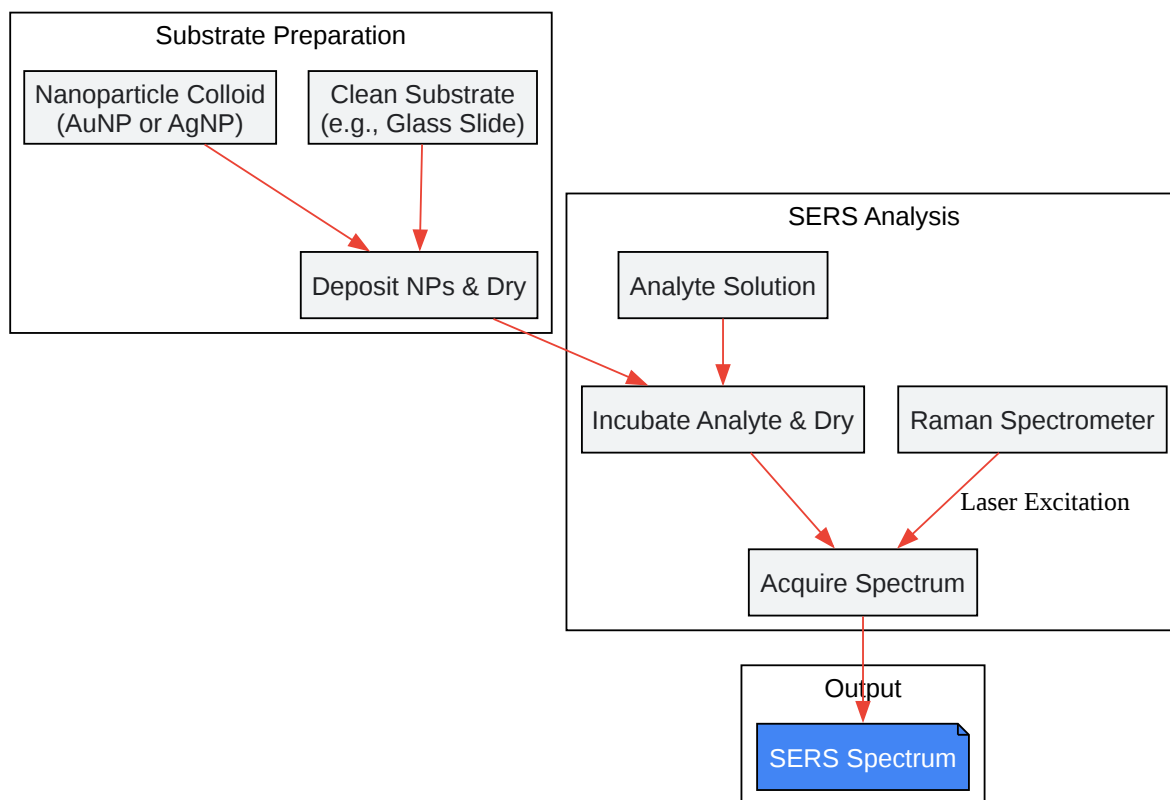 Substrate Preparation
Nanoparticle Colloid
(AuNP or AgNP)
Clean Substrate
(e.g., Glass Slide)
Deposit NPs & Dry
SERS Analysis
Analyte Solution
Incubate Analyte & Dry
Raman Spectrometer
Laser Excitation
Acquire Spectrum
Output
SERS Spectrum